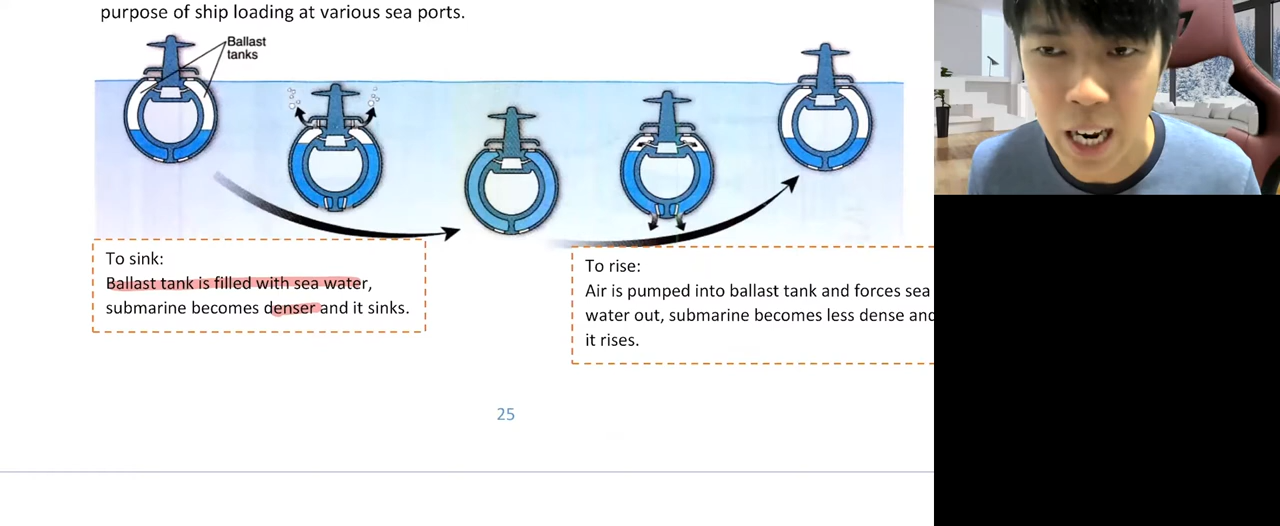 purpose of ship loading at various sea ports.
Ballast
tanks
To sink:
Ballast tank is filled with sea water,
submarine becomes denser and it sinks.
To rise:
Air is pumped into ballast tank and forces sea
water out, submarine becomes less dense and
it rises.
25